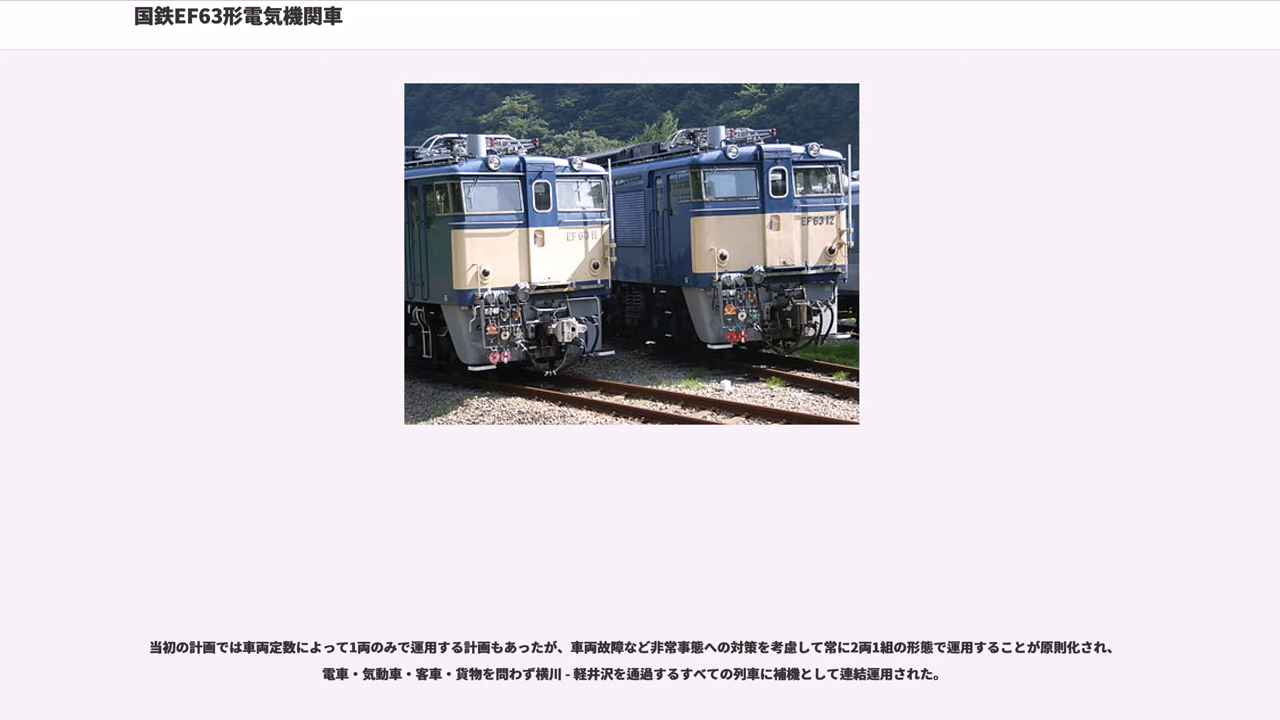 国鉄EF63形電気機関車
EF63 11
EF63 12
当初の計画では車両定数によって1両のみで運用する計画もあったが、車両故障など非常事態への対策を考慮して常に2両1組の形態で運用することが原則化され、
電車・気動車・客車・貨物を問わず横川 - 軽井沢を通過するすべての列車に補機として連結運用された。